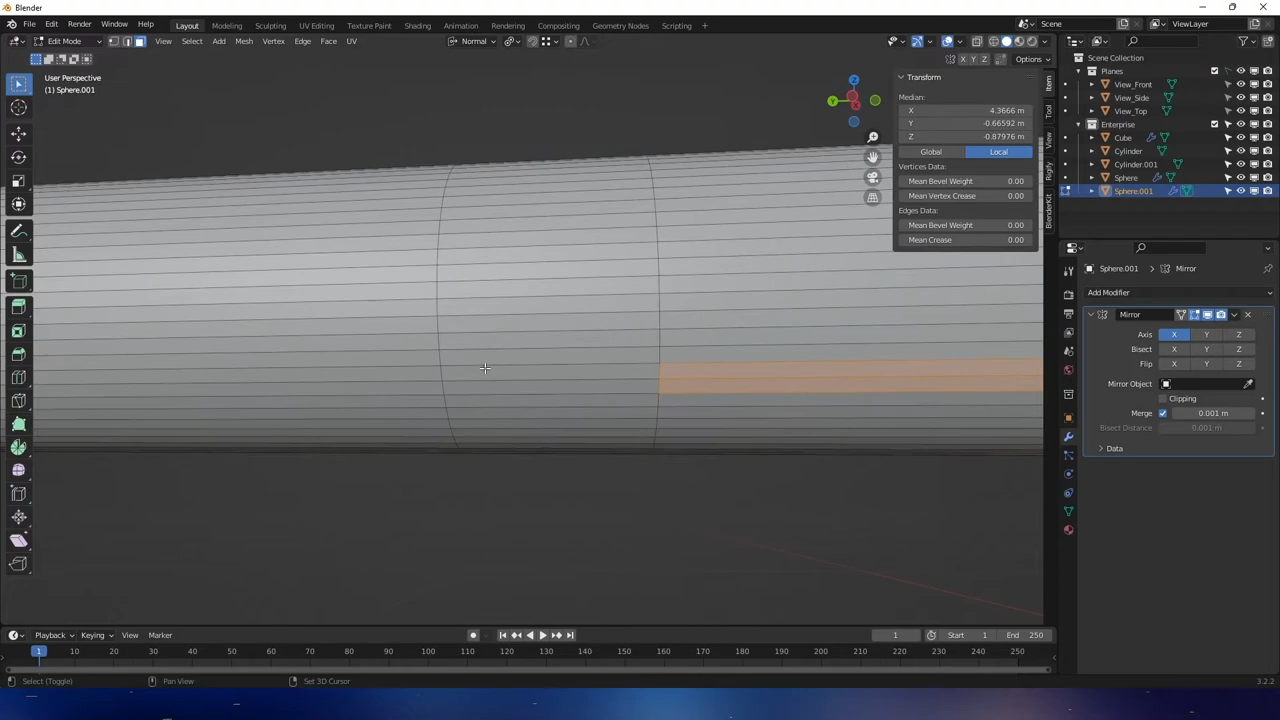 Blender
File Edit Render Window Help Layout Modeling Sculpting UV Editing Texture Paint Shading Animation Rendering Compositing Geometry Nodes Scripting + Scene ViewLayer
Edit Mode View Select Add Mesh Vertex Edge Face UV Normal
X Y Z Options
User Perspective
(1) Sphere.001
Transform
Median:
X 4.3666 m
Y -0.66592 m
Z -0.87976 m
Global Local
Vertices Data:
Mean Bevel Weight 0.00
Mean Vertex Crease 0.00
Edges Data:
Mean Bevel Weight 0.00
Mean Crease 0.00
Item
Tool
View
Rigify
BlenderKit
Z
Y
X
Scene Collection
Planes
View_Front
View_Side
View_Top
Enterprise
Cube
Cylinder
Cylinder.001
Sphere
Sphere.001
Sphere.001 > Mirror
Add Modifier
Mirror
Axis X Y Z
Bisect X Y Z
Flip X Y Z
Mirror Object
Clipping
Merge 0.001 m
Bisect Distance 0.001 m
Data
Playback Keying View Marker 1 Start 1 End 250
1 10 20 30 40 50 60 70 80 90 100 110 120 130 140 150 160 170 180 190 200 210 220 230 240 250
Select (Toggle) Pan View Set 3D Cursor 3.2.2